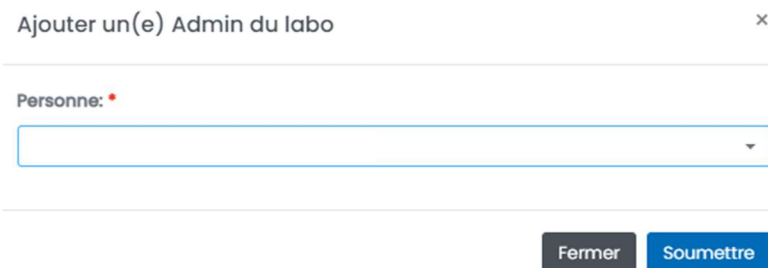 Ajouter un(e) Admin du labo ×
Personne: *
Fermer Soumettre